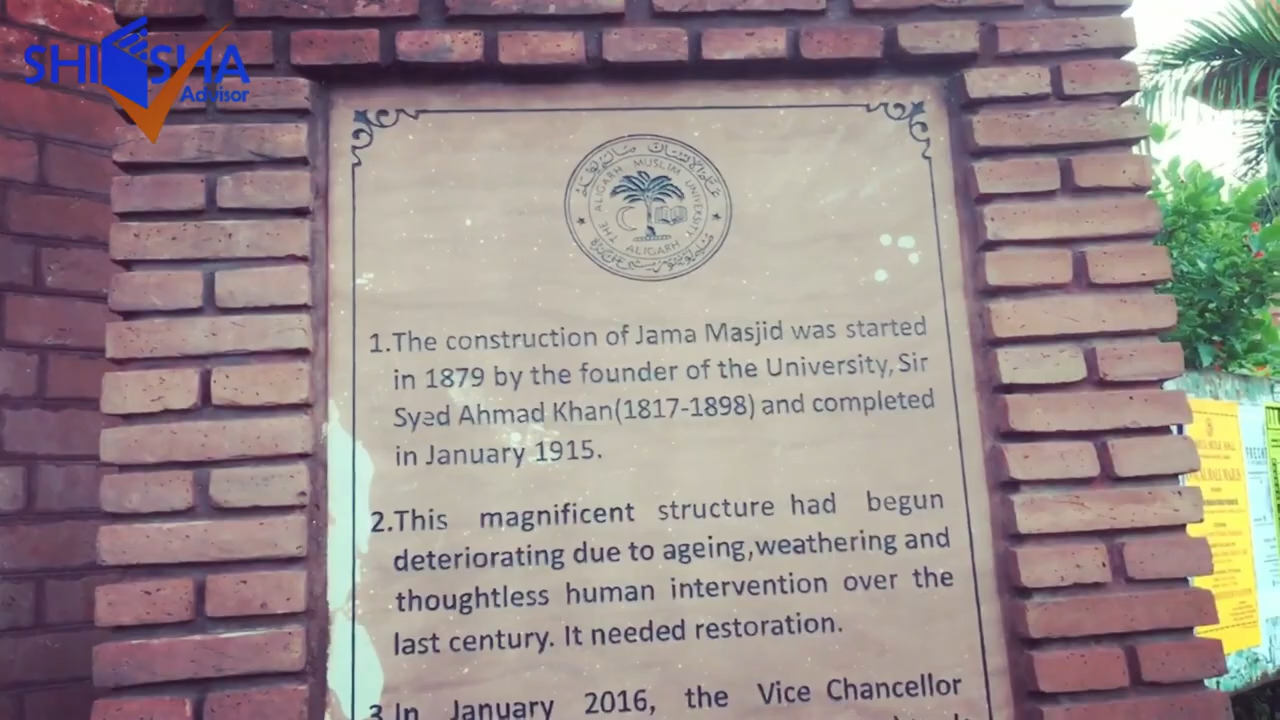 SHIKSHA
Advisor
THE ALIGARH MUSLIM UNIVERSITY
ALIGARH
1.The construction of Jama Masjid was started
in 1879 by the founder of the University, Sir
Syed Ahmad Khan(1817-1898) and completed
in January 1915.
2.This magnificent structure had begun
deteriorating due to ageing,weathering and
thoughtless human intervention over the
last century. It needed restoration.
3.In January 2016, the Vice Chancellor